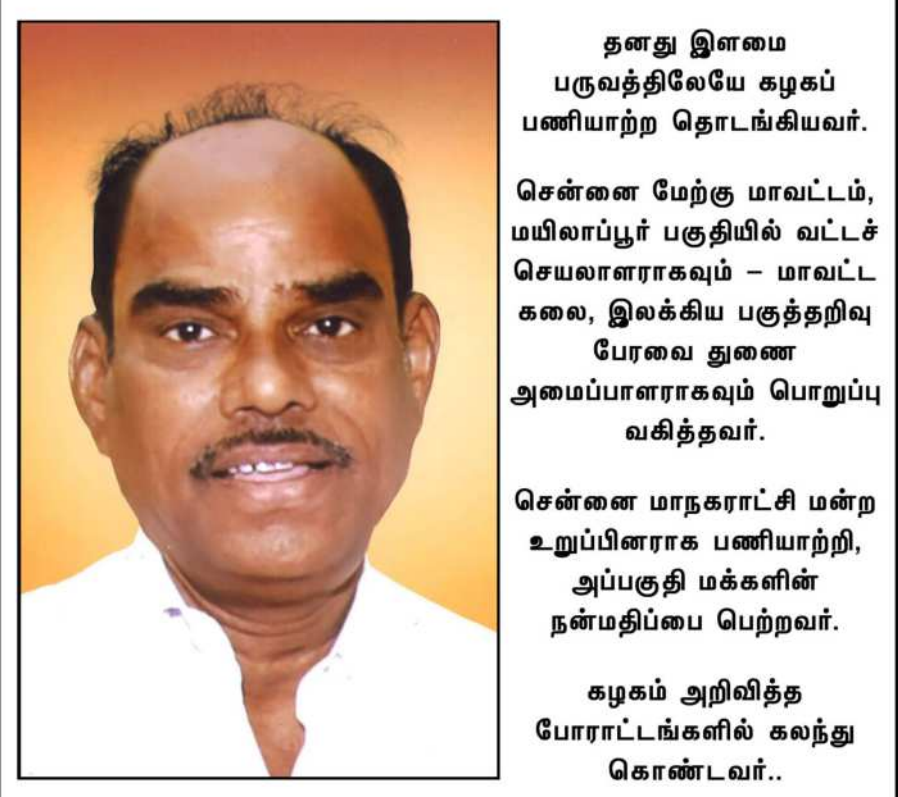 தனது இளமை
பருவத்திலேயே கழகப்
பணியாற்ற தொடங்கியவர்.
சென்னை மேற்கு மாவட்டம்,
மயிலாப்பூர் பகுதியில் வட்டச்
செயலாளராகவும் – மாவட்ட
கலை, இலக்கிய பகுத்தறிவு
பேரவை துணை
அமைப்பாளராகவும் பொறுப்பு
வகித்தவர்.
சென்னை மாநகராட்சி மன்ற
உறுப்பினராக பணியாற்றி,
அப்பகுதி மக்களின்
நன்மதிப்பை பெற்றவர்.
கழகம் அறிவித்த
போராட்டங்களில் கலந்து
கொண்டவர்..